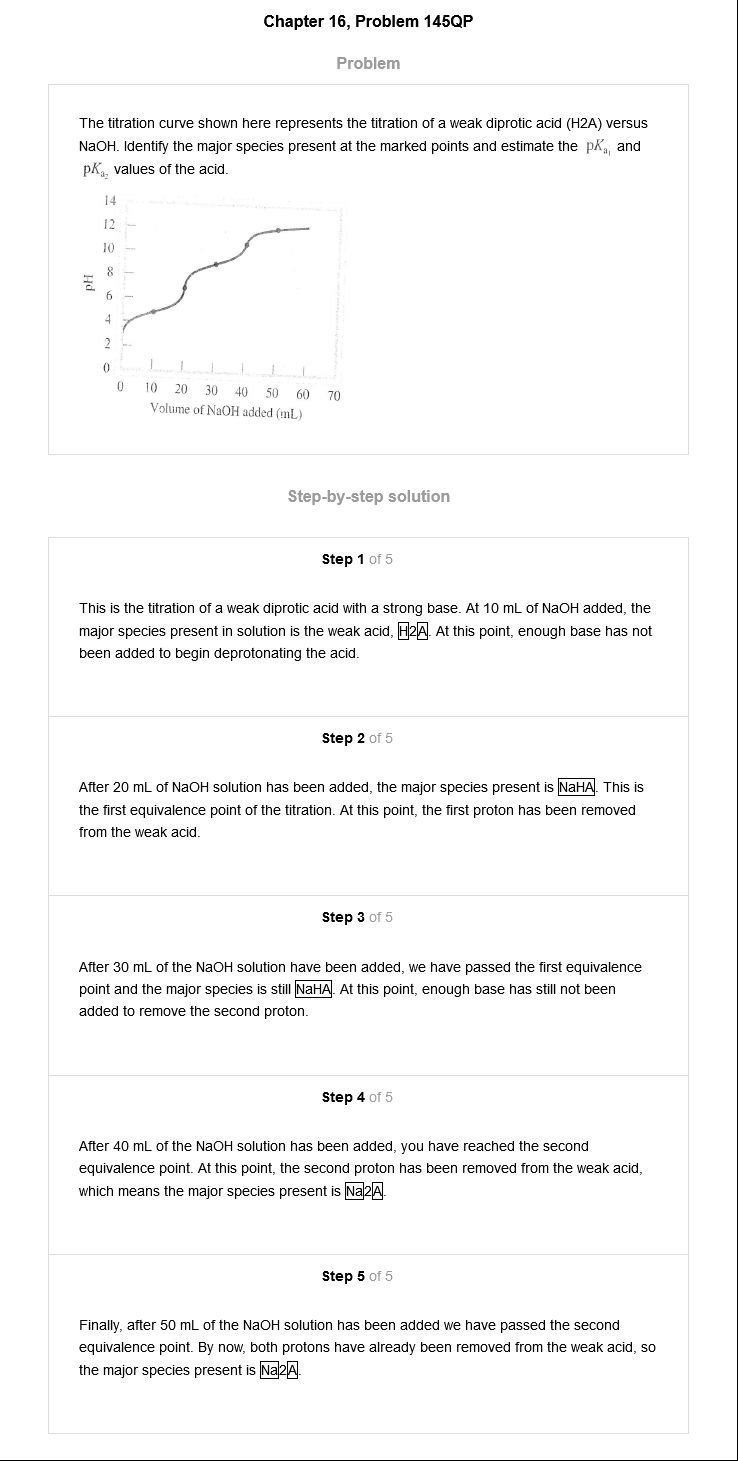 Chapter 16, Problem 145QP
Problem
The titration curve shown here represents the titration of a weak diprotic acid (H2A) versus
NaOH. Identify the major species present at the marked points and estimate the pKa₁ and
pKa₂ values of the acid.
14
12
10
8
6
4
2
0
pH
0 10 20 30 40 50 60 70
Volume of NaOH added (mL)
Step-by-step solution
Step 1 of 5
This is the titration of a weak diprotic acid with a strong base. At 10 mL of NaOH added, the
major species present in solution is the weak acid, H2A. At this point, enough base has not
been added to begin deprotonating the acid.
Step 2 of 5
After 20 mL of NaOH solution has been added, the major species present is NaHA. This is
the first equivalence point of the titration. At this point, the first proton has been removed
from the weak acid.
Step 3 of 5
After 30 mL of the NaOH solution have been added, we have passed the first equivalence
point and the major species is still NaHA. At this point, enough base has still not been
added to remove the second proton.
Step 4 of 5
After 40 mL of the NaOH solution has been added, you have reached the second
equivalence point. At this point, the second proton has been removed from the weak acid,
which means the major species present is Na2A.
Step 5 of 5
Finally, after 50 mL of the NaOH solution has been added we have passed the second
equivalence point. By now, both protons have already been removed from the weak acid, so
the major species present is Na2A.